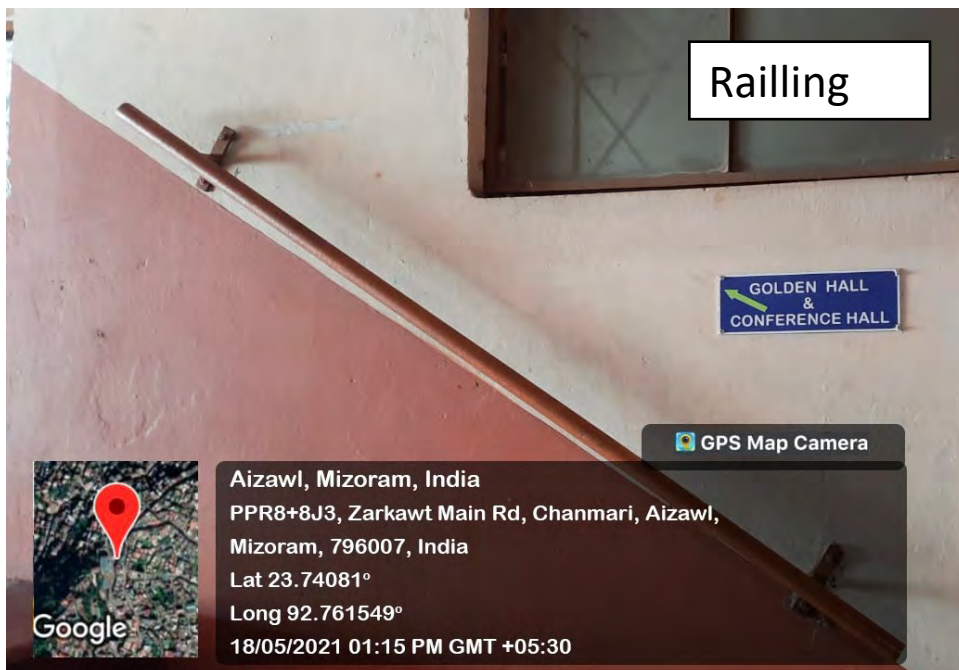 Railling
GOLDEN HALL
&
CONFERENCE HALL
GPS Map Camera
Aizawl, Mizoram, India
PPR8+8J3, Zarkawt Main Rd, Chanmari, Aizawl,
Mizoram, 796007, India
Lat 23.74081°
Long 92.761549°
18/05/2021 01:15 PM GMT +05:30
Google